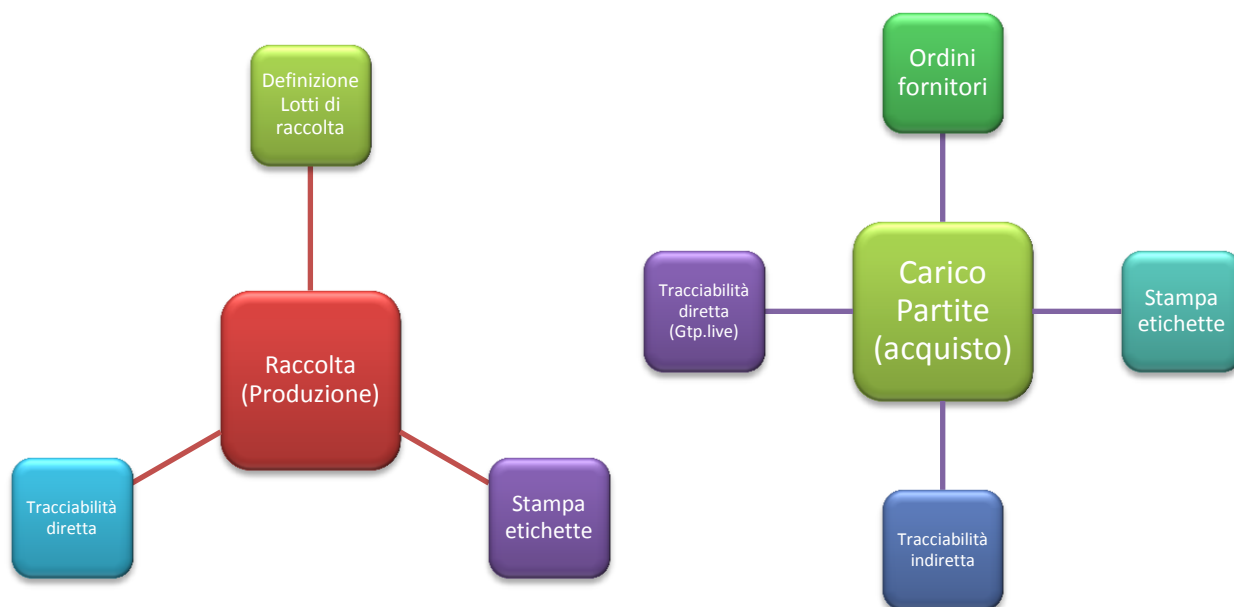 Definizione
Lotti di
raccolta
Raccolta
(Produzione)
Tracciabilità
diretta
Stampa
etichette
Ordini
fornitori
Tracciabilità
diretta
(Gtp.live)
Carico
Partite
(acquisto)
Stampa
etichette
Tracciabilità
indiretta